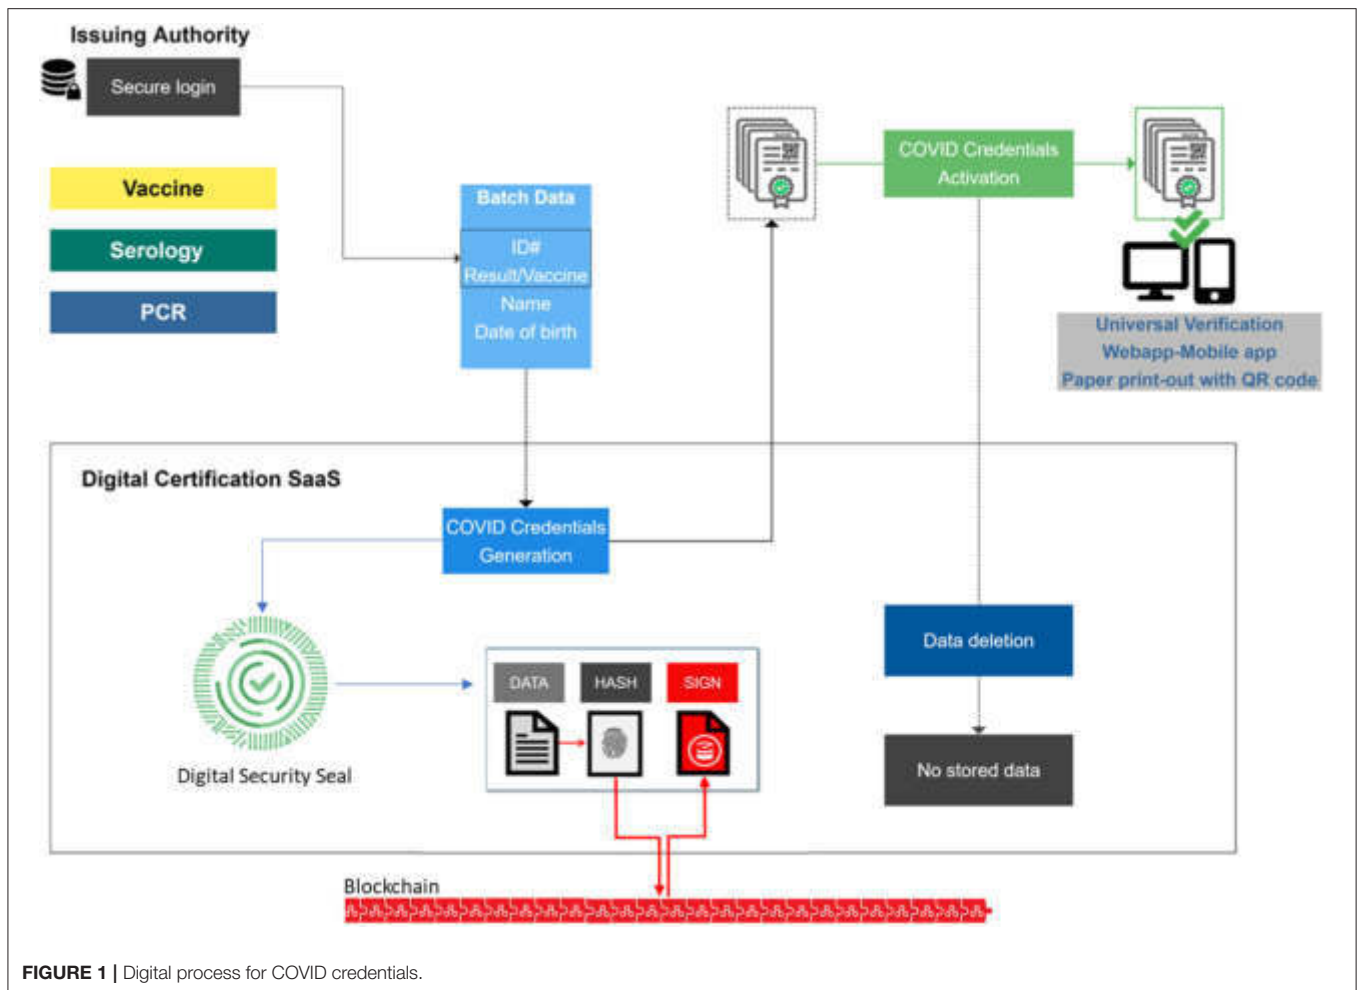 Issuing Authority
Secure login
Vaccine
Serology
PCR
Batch Data
ID#
Result/Vaccine
Name
Date of birth
COVID Credentials
Activation
Universal Verification
Webapp-Mobile app
Paper print-out with QR code
Digital Certification SaaS
COVID Credentials
Generation
Digital Security Seal
DATA
HASH
SIGN
Data deletion
No stored data
Blockchain
FIGURE 1 | Digital process for COVID credentials.